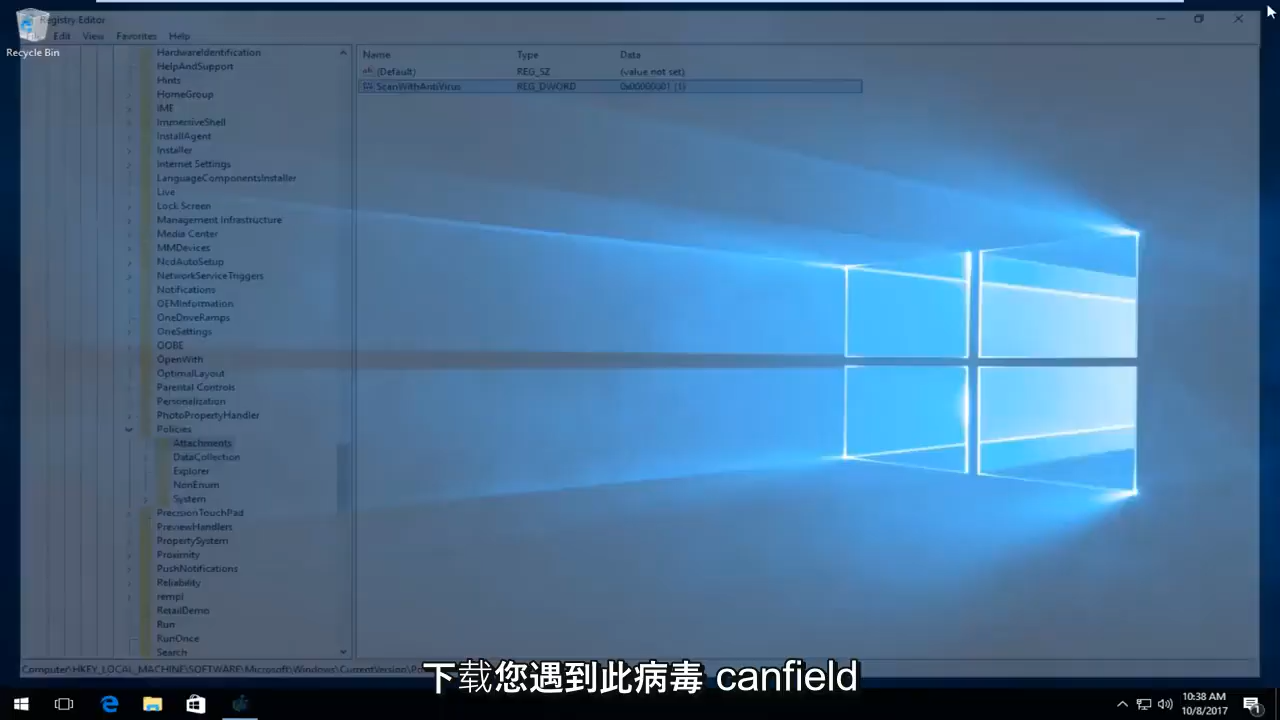 Registry Editor
Edit View Favorites Help
Recycle Bin
Name Type Data
(Default) REG_SZ (value not set)
ScanWithAntiVirus REG_DWORD 0x00000001 (1)
HardwareIdentification
HelpAndSupport
Hints
HomeGroup
IME
ImmersiveShell
InstallAgent
Installer
Internet Settings
LanguageComponentsInstaller
Live
Lock Screen
Management Infrastructure
Media Center
MMDevices
NcdAutoSetup
NetworkServiceTriggers
Notifications
OEMInformation
OneDriveRamps
OneSettings
OOBE
OpenWith
OptimalLayout
Parental Controls
Personalization
PhotoPropertyHandler
Policies
Attachments
DataCollection
Explorer
NonEnum
System
PrecisionTouchPad
PreviewHandlers
PropertySystem
Proximity
PushNotifications
Reliability
rempl
RetailDemo
Run
RunOnce
Search
Computer\HKEY_LOCAL_MACHINE\SOFTWARE\Microsoft\Windows\CurrentVersion\
下载您遇到此病毒 canfield
10:38 AM
10/8/2017